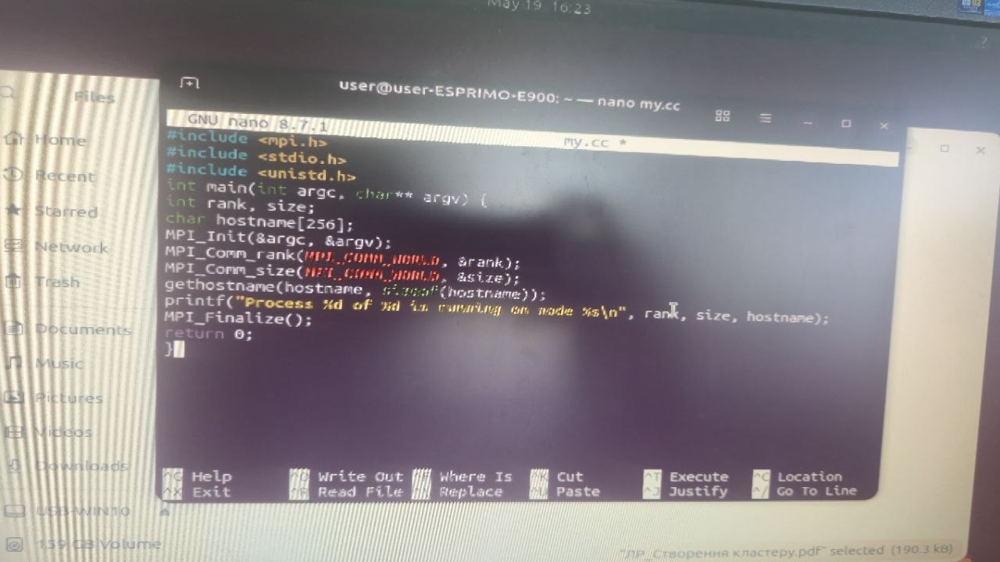 May 19 16:23
?
Files
user@user-ESPRIMO-E900: ~ — nano my.cc
GNU nano 8.7.1
my.cc *
#include <mpi.h>
#include <stdio.h>
#include <unistd.h>
int main(int argc, char** argv) {
int rank, size;
char hostname[256];
MPI_Init(&argc, &argv);
MPI_Comm_rank(MPI_COMM_WORLD, &rank);
MPI_Comm_size(MPI_COMM_WORLD, &size);
gethostname(hostname, sizeof(hostname));
printf("Process %d of %d is running on node %s\n", rank, size, hostname);
MPI_Finalize();
return 0;
}
Home
Recent
Starred
Network
Trash
Documents
Music
Pictures
Videos
Downloads
USB-WIN10
159 GB Volume
^G Help ^O Write Out Where Is ^K Cut ^T Execute ^C Location
^X Exit ^R Read File ^\ Replace ^U Paste ^J Justify ^/ Go To Line
"ЛР_Створення кластеру.pdf" selected (190.3 kB)